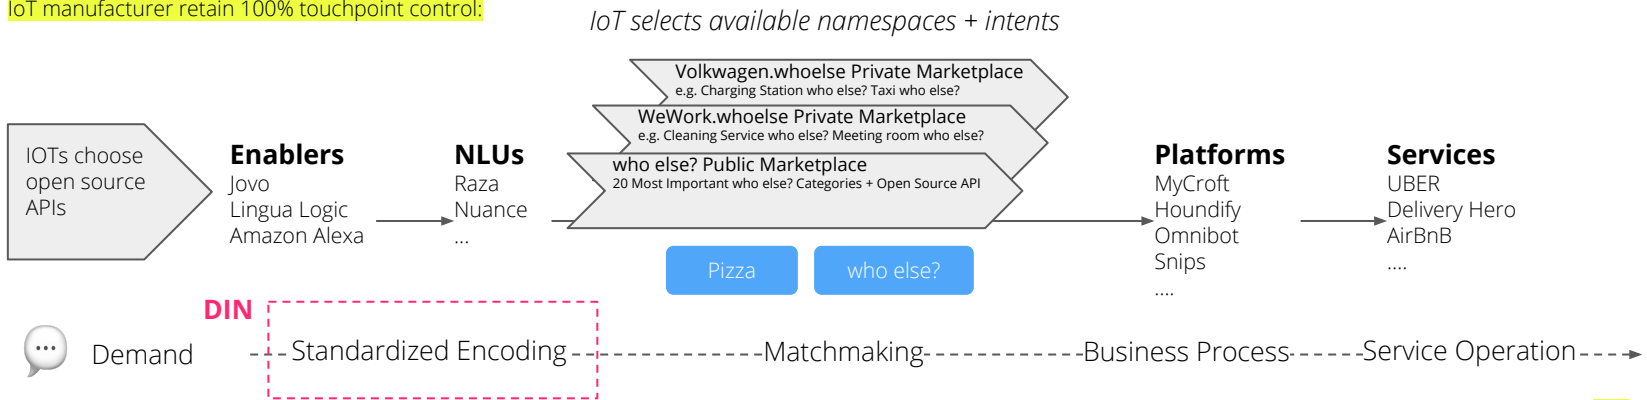 IoT manufacturer retain 100% touchpoint control:
IoT selects available namespaces + intents
Volkwagen.whoelse Private Marketplace
e.g. Charging Station who else? Taxi who else?
WeWork.whoelse Private Marketplace
e.g. Cleaning Service who else? Meeting room who else?
who else? Public Marketplace
20 Most Important who else? Categories + Open Source API
IOTs choose
open source
APIs
Enablers
Jovo
Lingua Logic
Amazon Alexa
NLUs
Raza
Nuance
...
Platforms
MyCroft
Houndify
Omnibot
Snips
....
Services
UBER
Delivery Hero
AirBnB
....
Pizza
who else?
DIN
Demand
Standardized Encoding
Matchmaking
Business Process
Service Operation